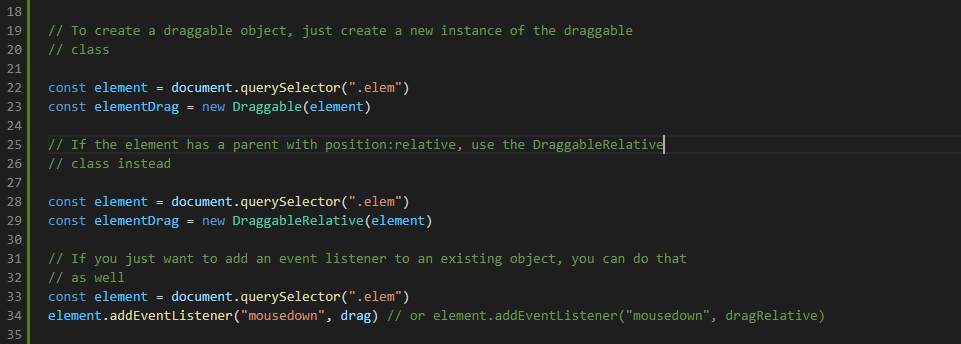 18
19 // To create a draggable object, just create a new instance of the draggable
20 // class
21
22 const element = document.querySelector(".elem")
23 const elementDrag = new Draggable(element)
24
25 // If the element has a parent with position:relative, use the DraggableRelative
26 // class instead
27
28 const element = document.querySelector(".elem")
29 const elementDrag = new DraggableRelative(element)
30
31 // If you just want to add an event listener to an existing object, you can do that
32 // as well
33 const element = document.querySelector(".elem")
34 element.addEventListener("mousedown", drag) // or element.addEventListener("mousedown", dragRelative)
35